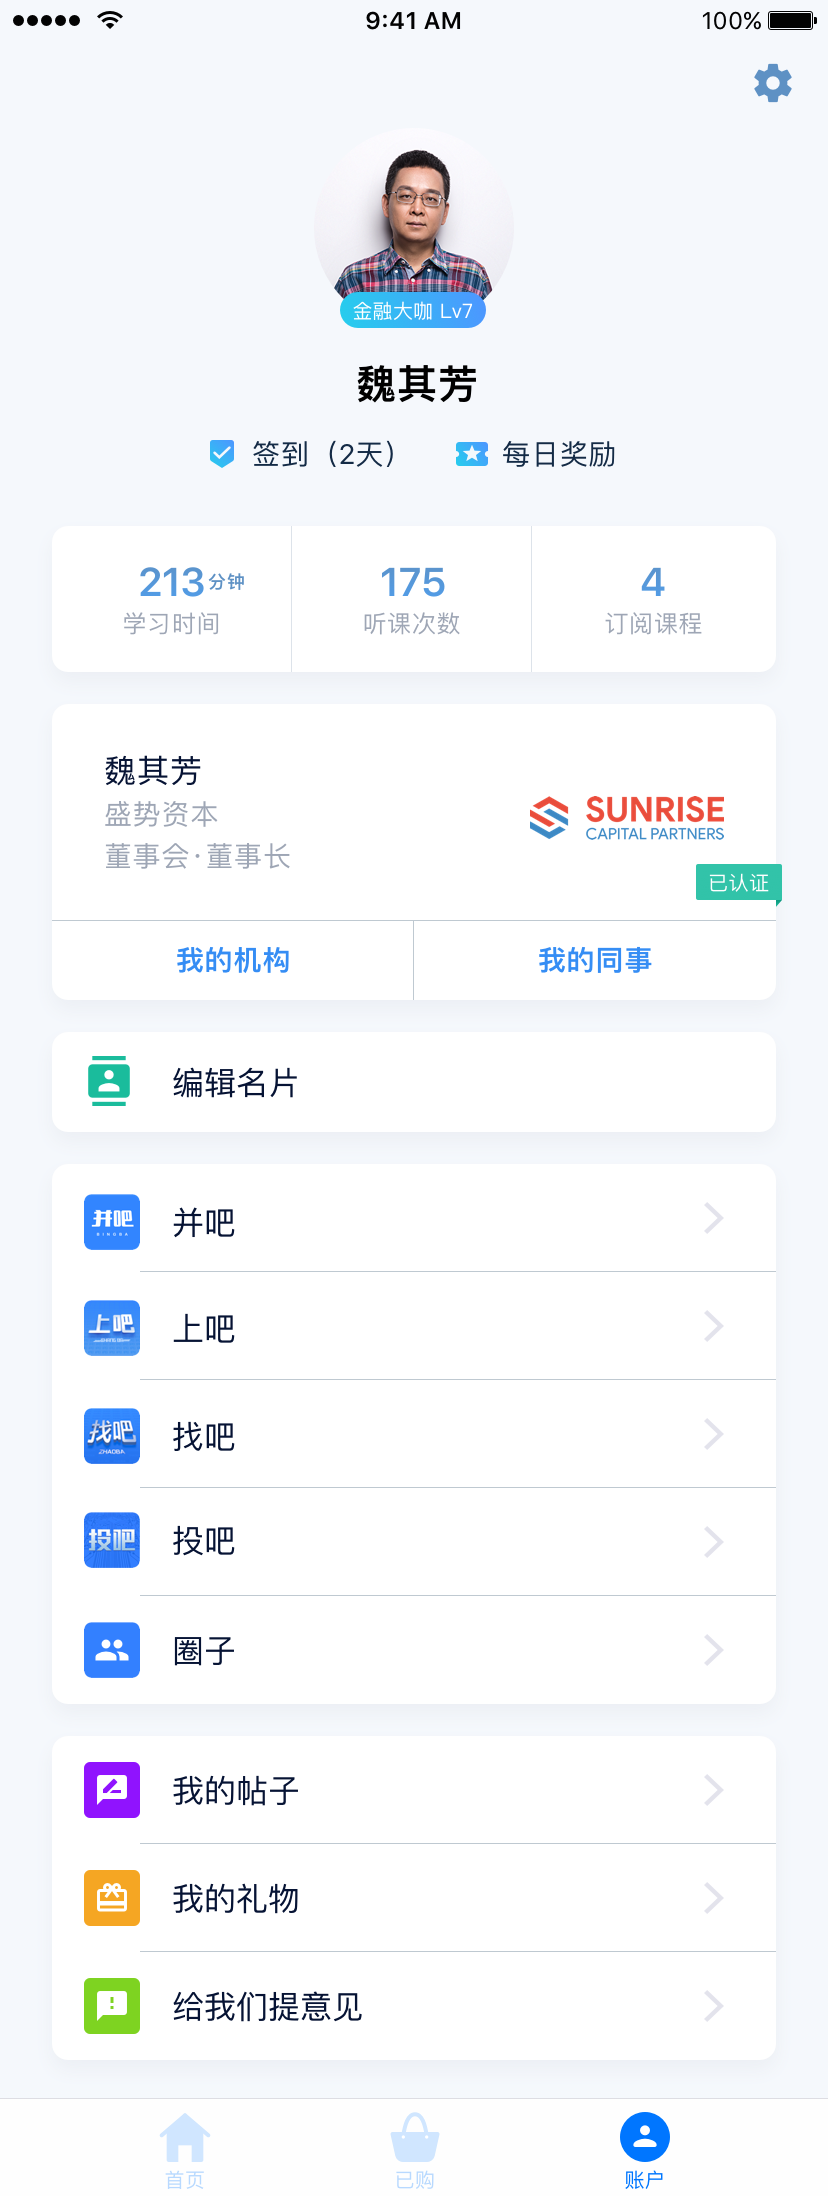 9:41 AM
100%
金融大咖 Lv7
魏其芳
签到（2天）
每日奖励
213分钟
175
4
学习时间
听课次数
订阅课程
魏其芳
盛势资本
董事会·董事长
SUNRISE
CAPITAL PARTNERS
已认证
我的机构
我的同事
编辑名片
并吧
BINGBA
并吧
上吧
上吧
找吧
ZHAOBA
找吧
投吧
投吧
圈子
我的帖子
我的礼物
给我们提意见
首页
已购
账户